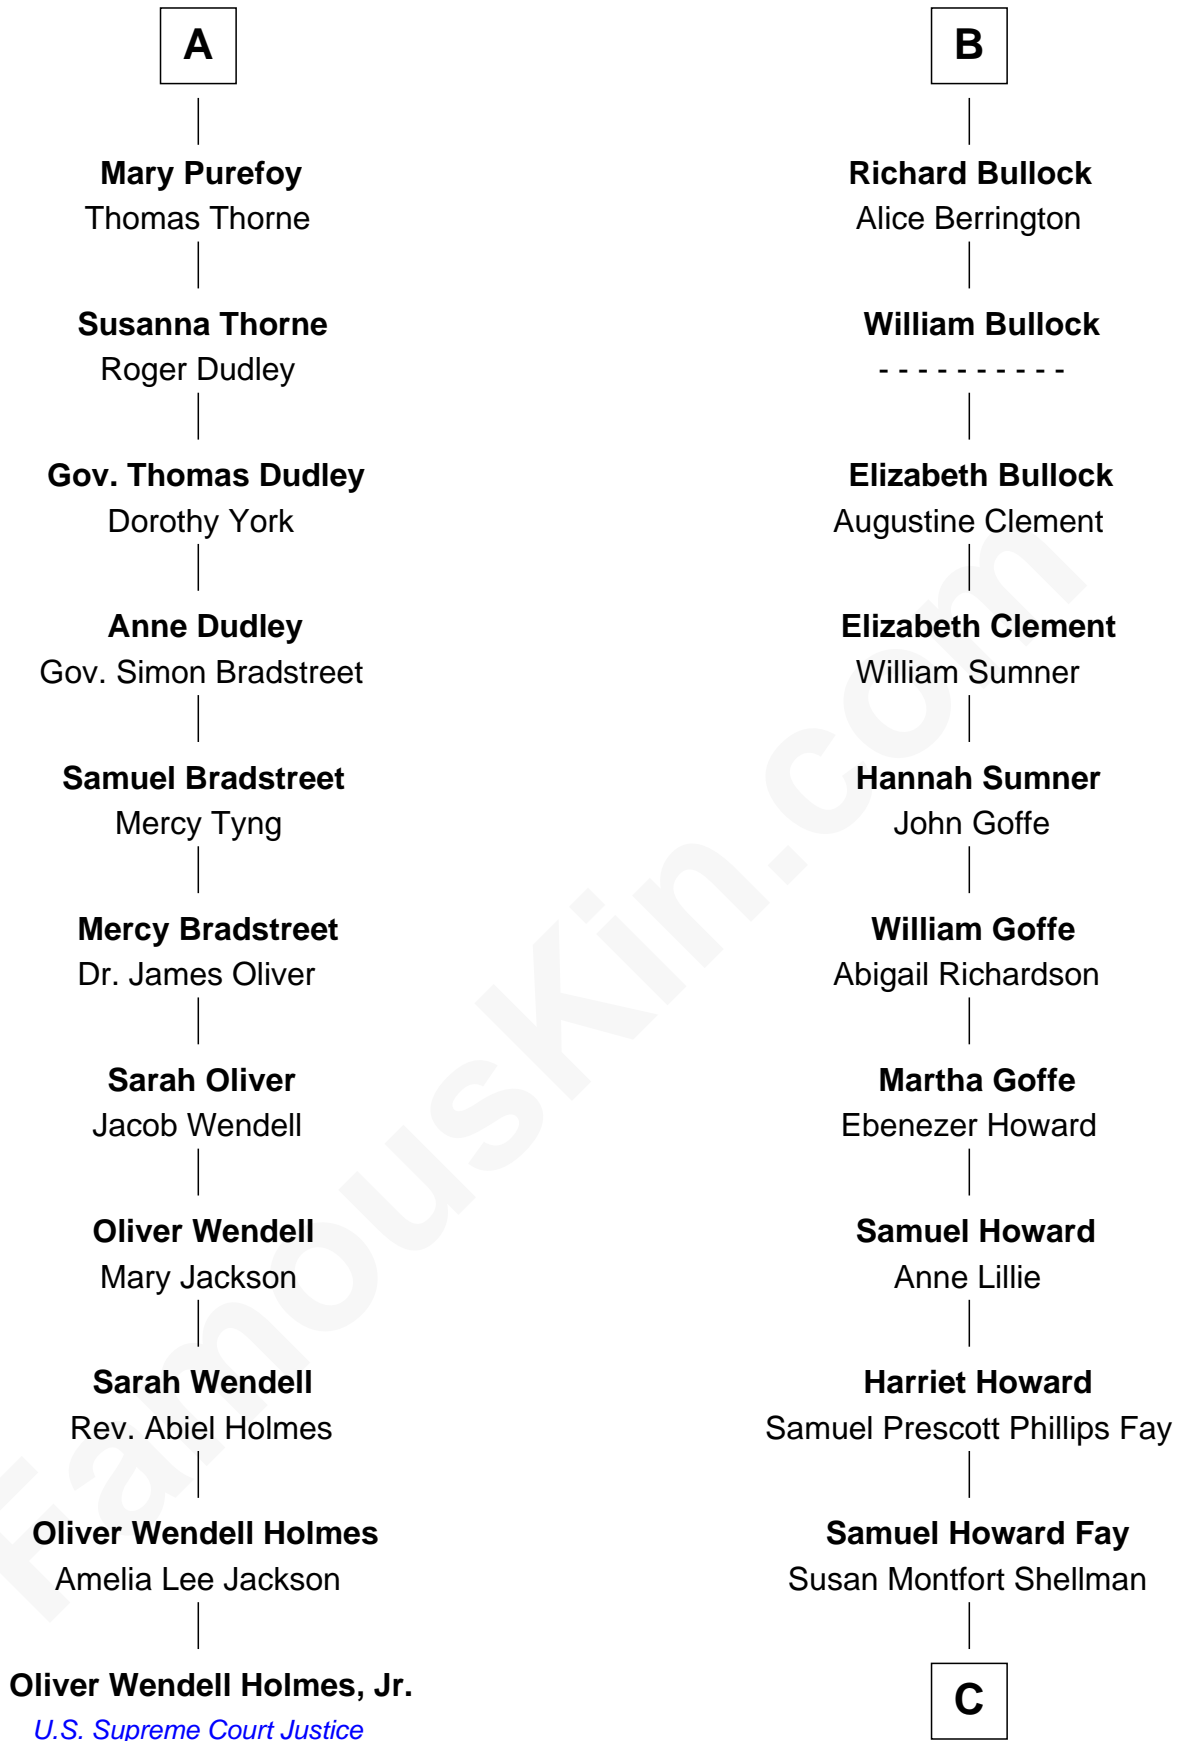 A
Mary Purefoy
Thomas Thorne
Susanna Thorne
Roger Dudley
Gov. Thomas Dudley
Dorothy York
Anne Dudley
Gov. Simon Bradstreet
Samuel Bradstreet
Mercy Tyng
Mercy Bradstreet
Dr. James Oliver
Sarah Oliver
Jacob Wendell
Oliver Wendell
Mary Jackson
Sarah Wendell
Rev. Abiel Holmes
Oliver Wendell Holmes
Amelia Lee Jackson
Oliver Wendell Holmes, Jr.
U.S. Supreme Court Justice
B
Richard Bullock
Alice Berrington
William Bullock
- - - - - - - - - -
Elizabeth Bullock
Augustine Clement
Elizabeth Clement
William Sumner
Hannah Sumner
John Goffe
William Goffe
Abigail Richardson
Martha Goffe
Ebenezer Howard
Samuel Howard
Anne Lillie
Harriet Howard
Samuel Prescott Phillips Fay
Samuel Howard Fay
Susan Montfort Shellman
C
FamousKin.com